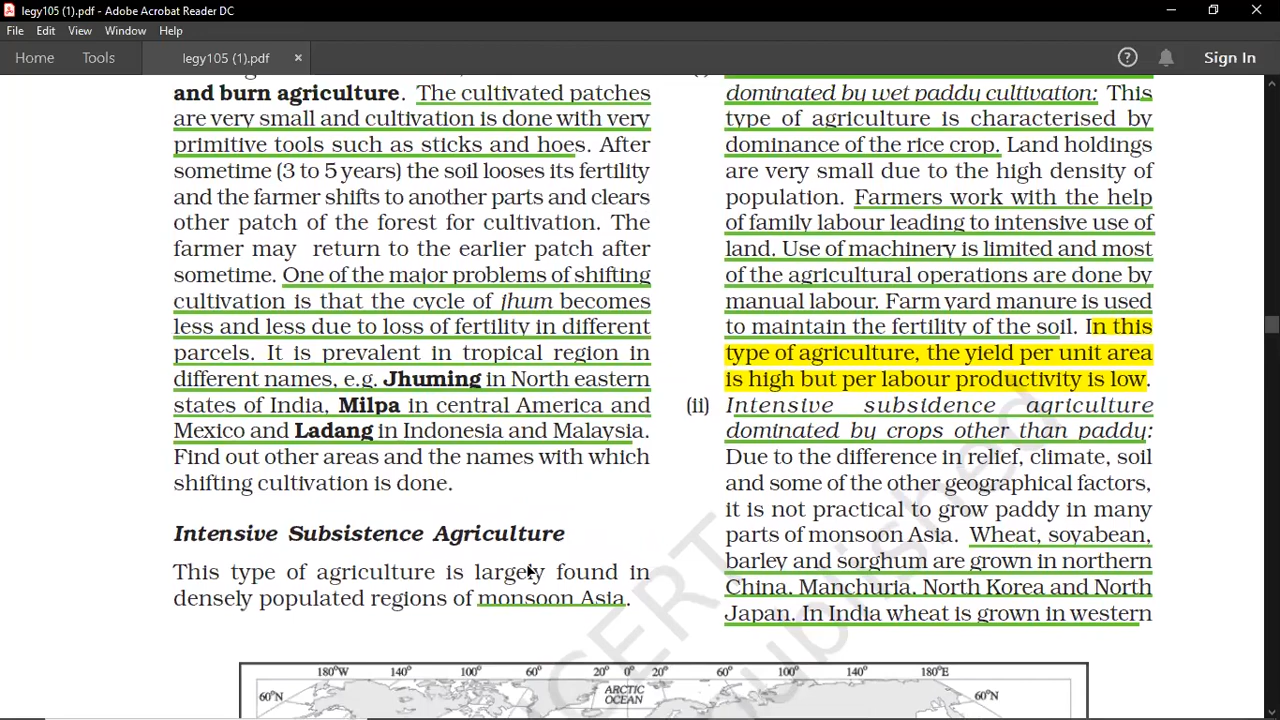 legy105 (1).pdf - Adobe Acrobat Reader DC
File Edit View Window Help
Home Tools legy105 (1).pdf × Sign In
and burn agriculture. The cultivated patches
are very small and cultivation is done with very
primitive tools such as sticks and hoes. After
sometime (3 to 5 years) the soil looses its fertility
and the farmer shifts to another parts and clears
other patch of the forest for cultivation. The
farmer may return to the earlier patch after
sometime. One of the major problems of shifting
cultivation is that the cycle of jhum becomes
less and less due to loss of fertility in different
parcels. It is prevalent in tropical region in
different names, e.g. Jhuming in North eastern
states of India, Milpa in central America and
Mexico and Ladang in Indonesia and Malaysia.
Find out other areas and the names with which
shifting cultivation is done.
Intensive Subsistence Agriculture
This type of agriculture is largely found in
densely populated regions of monsoon Asia.
dominated by wet paddy cultivation: This
type of agriculture is characterised by
dominance of the rice crop. Land holdings
are very small due to the high density of
population. Farmers work with the help
of family labour leading to intensive use of
land. Use of machinery is limited and most
of the agricultural operations are done by
manual labour. Farm yard manure is used
to maintain the fertility of the soil. In this
type of agriculture, the yield per unit area
is high but per labour productivity is low.
(ii) Intensive subsidence agriculture
dominated by crops other than paddy:
Due to the difference in relief, climate, soil
and some of the other geographical factors,
it is not practical to grow paddy in many
parts of monsoon Asia. Wheat, soyabean,
barley and sorghum are grown in northern
China, Manchuria, North Korea and North
Japan. In India wheat is grown in western
180°W 140° 100° 60° 20° 0° 20° 60° 100° 140° 180°E
60°N ARCTIC 60°N
OCEAN